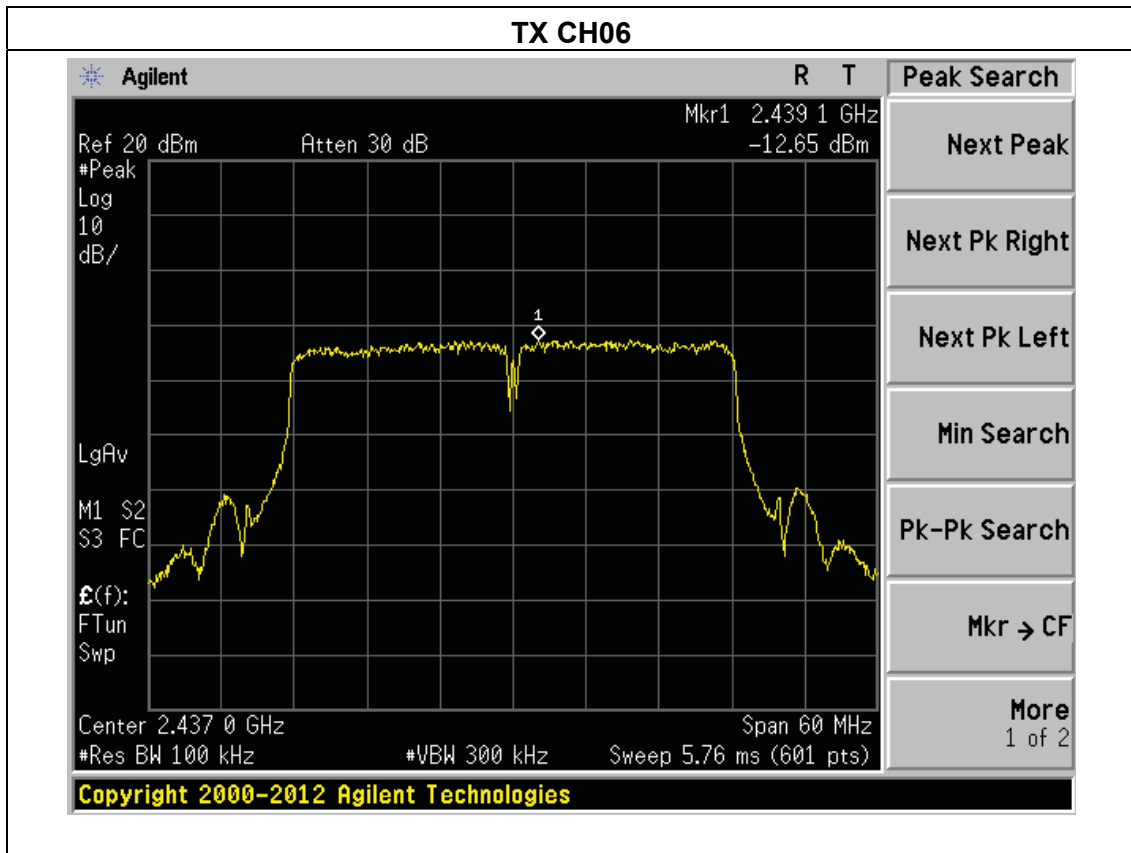 TX CH06
Agilent R T Peak Search
Mkr1 2.439 1 GHz
Ref 20 dBm Atten 30 dB -12.65 dBm
#Peak
Log
10
dB/
1
LgAv
M1 S2
S3 FC
£(f):
FTun
Swp
Center 2.437 0 GHz Span 60 MHz
#Res BW 100 kHz #VBW 300 kHz Sweep 5.76 ms (601 pts)
Next Peak
Next Pk Right
Next Pk Left
Min Search
Pk-Pk Search
Mkr → CF
More
1 of 2
Copyright 2000-2012 Agilent Technologies